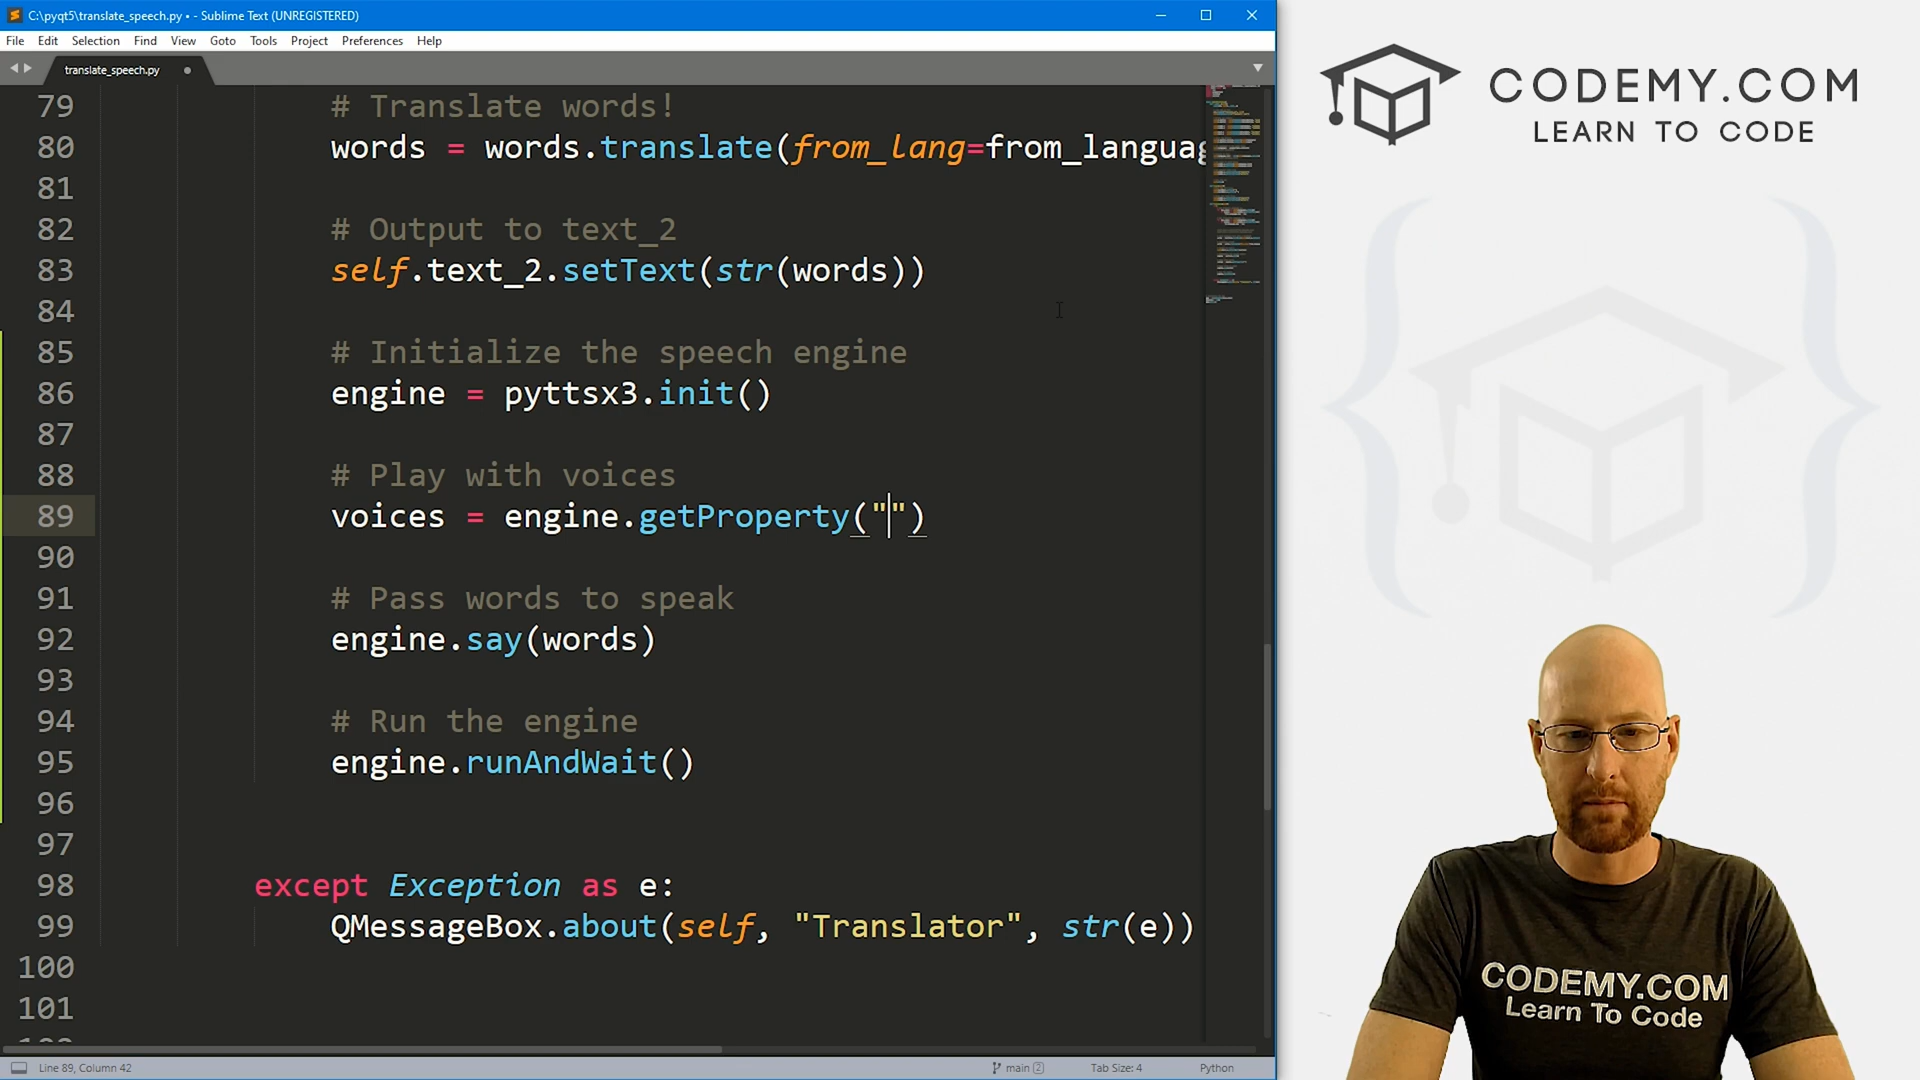 C:\pyqt5\translate_speech.py • - Sublime Text (UNREGISTERED)
File Edit Selection Find View Goto Tools Project Preferences Help
translate_speech.py
79 # Translate words!
80 words = words.translate(from_lang=from_languag
81
82 # Output to text_2
83 self.text_2.setText(str(words))
84
85 # Initialize the speech engine
86 engine = pyttsx3.init()
87
88 # Play with voices
89 voices = engine.getProperty("")
90
91 # Pass words to speak
92 engine.say(words)
93
94 # Run the engine
95 engine.runAndWait()
96
97
98 except Exception as e:
99 QMessageBox.about(self, "Translator", str(e))
100
101
Line 89, Column 42
main 2
Tab Size: 4
Python
CODEMY.COM
LEARN TO CODE
CODEMY.COM
Learn To Code